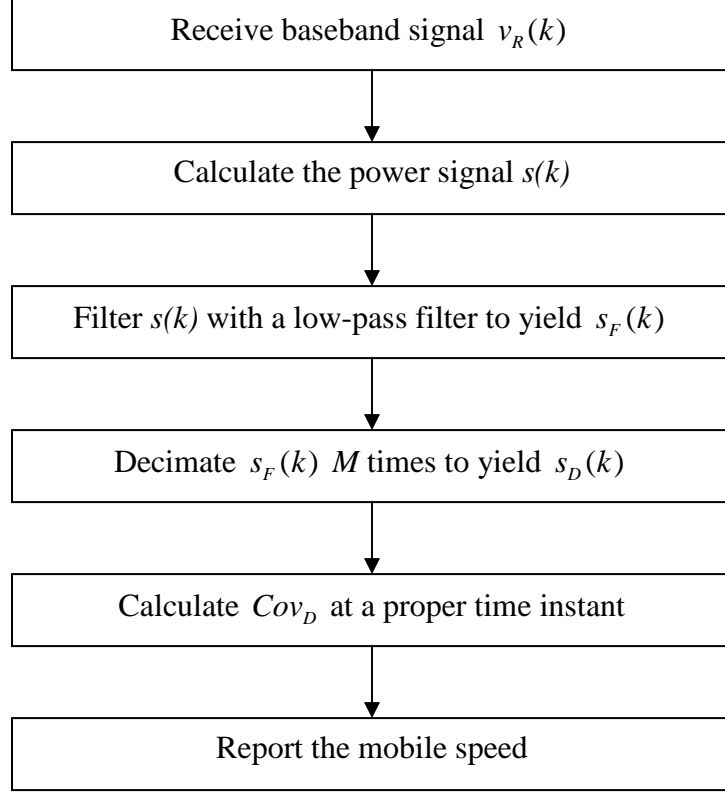 Receive baseband signal v_R(k)
Calculate the power signal s(k)
Filter s(k) with a low-pass filter to yield s_F(k)
Decimate s_F(k) M times to yield s_D(k)
Calculate Cov_D at a proper time instant
Report the mobile speed